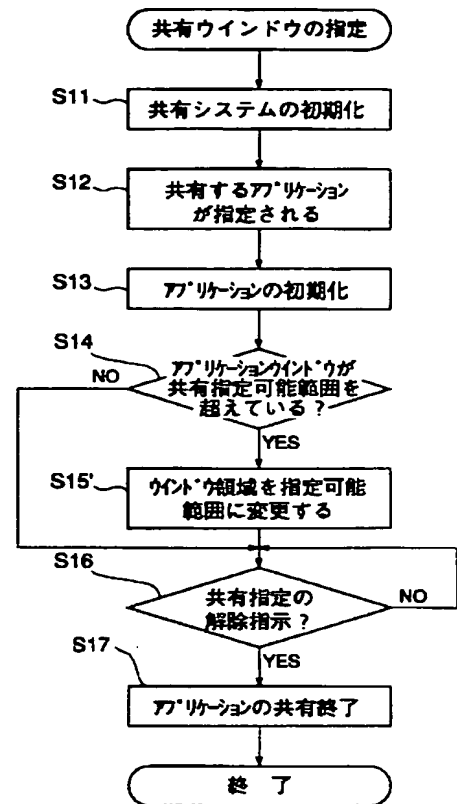 共有ウインドウの指定
S11
共有システムの初期化
S12
共有するｱﾌﾟﾘｹｰｼｮﾝ
が指定される
S13
ｱﾌﾟﾘｹｰｼｮﾝの初期化
S14
ｱﾌﾟﾘｹｰｼｮﾝｳｲﾝﾄﾞｳが
NO
共有指定可能範囲を
超えている？
YES
S15'
ｳｲﾝﾄﾞｳ領域を指定可能
範囲に変更する
S16
共有指定の
NO
解除指示？
S17
YES
ｱﾌﾟﾘｹｰｼｮﾝの共有終了
終 了